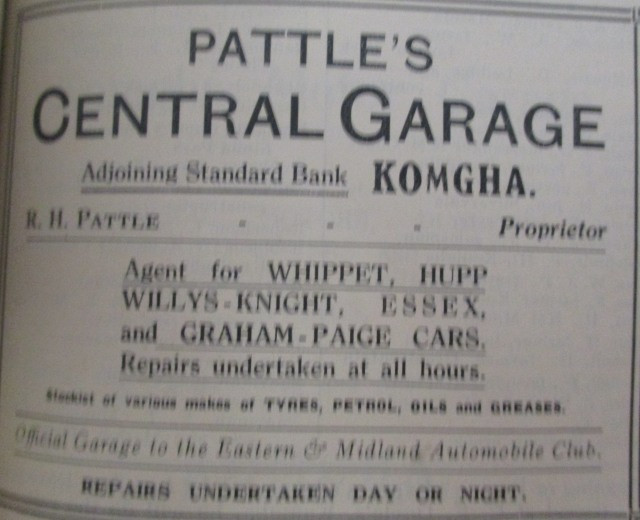 PATTLE'S
CENTRAL GARAGE
Adjoining Standard Bank KOMGHA.
R. H. PATTLE " " " Proprietor
Agent for WHIPPET, HUPP
WILLYS-KNIGHT, ESSEX,
and GRAHAM-PAIGE CARS.
Repairs undertaken at all hours.
Stockist of various makes of TYRES, PETROL, OILS and GREASES.
Official Garage to the Eastern & Midland Automobile Club.
REPAIRS UNDERTAKEN DAY OR NIGHT.